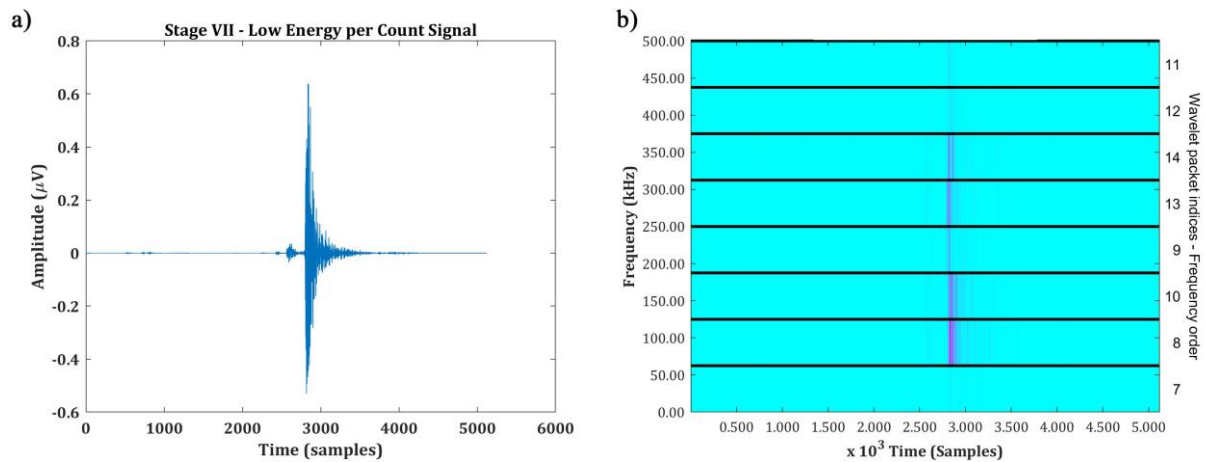 a)
Stage VII - Low Energy per Count Signal
0.8
0.6
0.4
0.2
0
-0.2
-0.4
-0.6
Amplitude (μV)
0 1000 2000 3000 4000 5000 6000
Time (samples)
b)
500.00
450.00
400.00
350.00
300.00
250.00
200.00
150.00
100.00
50.00
0.00
Frequency (kHz)
0.500 1.000 1.500 2.000 2.500 3.000 3.500 4.000 4.500 5.000
x 10³ Time (Samples)
11
12
14
13
9
10
8
7
Wavelet packet indices - Frequency order